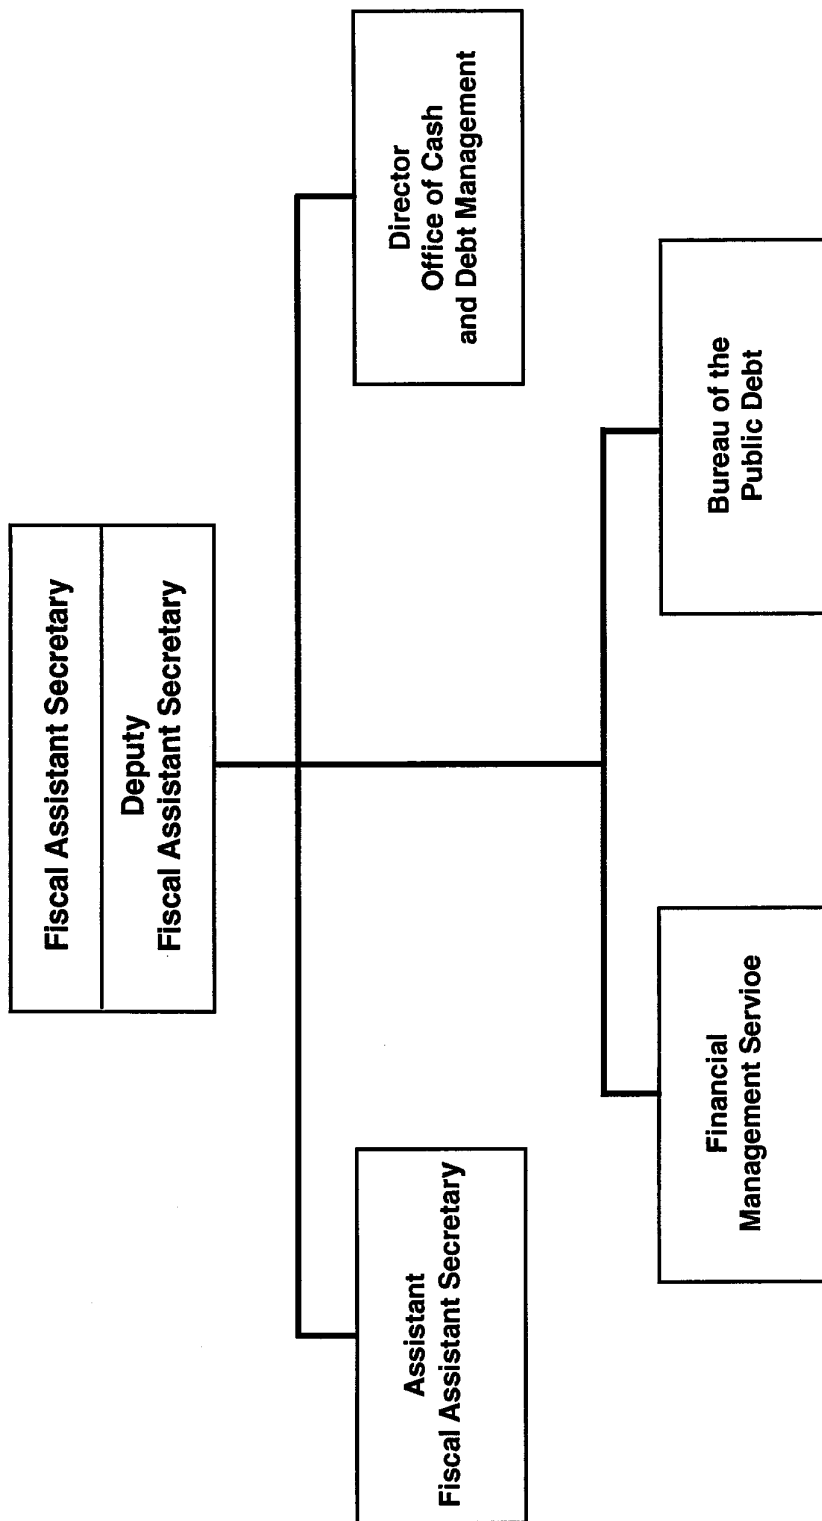 Fiscal Assistant Secretary
Deputy
Fiscal Assistant Secretary
Assistant
Fiscal Assistant Secretary
Director
Office of Cash
and Debt Management
Financial
Management Servioe
Bureau of the
Public Debt